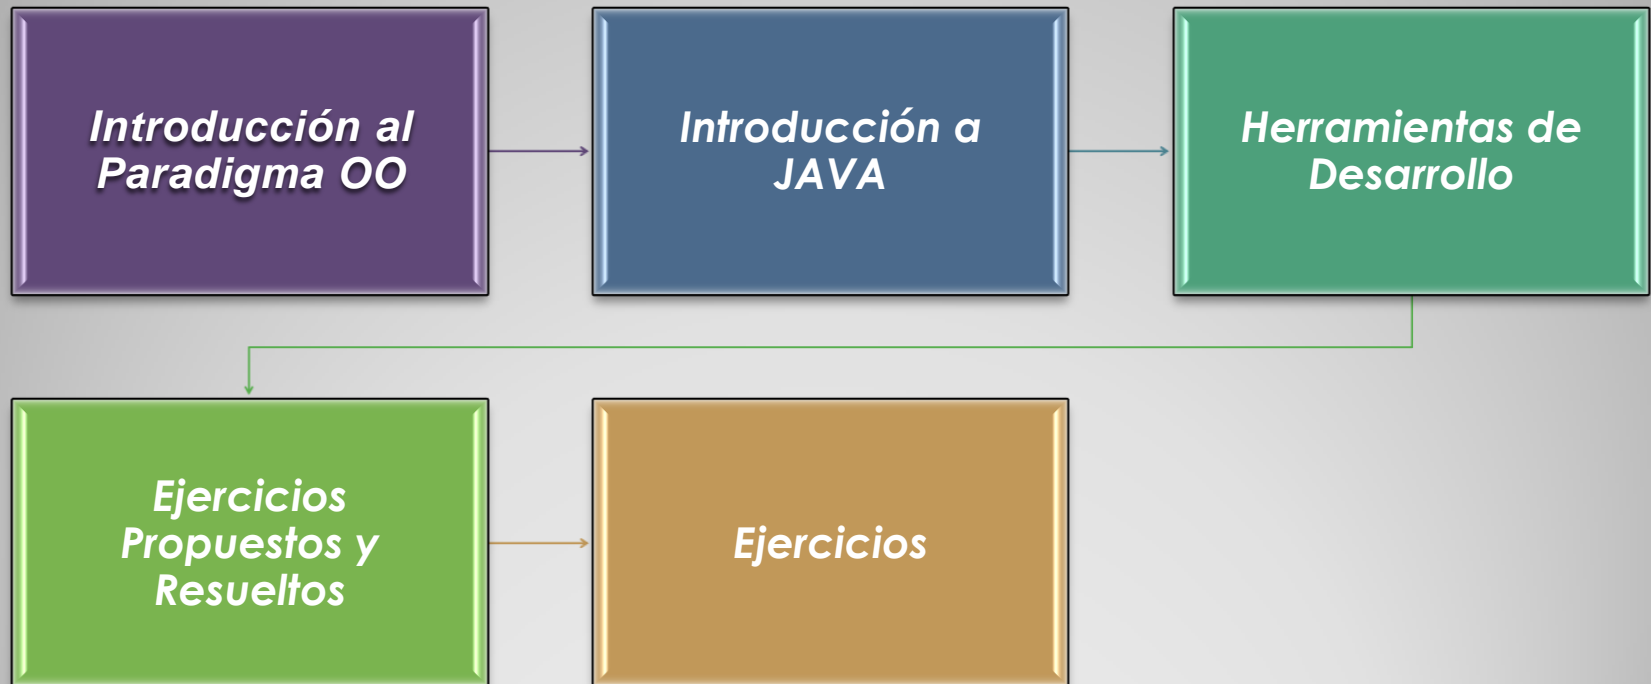 Introducción al
Paradigma OO
Introducción a
JAVA
Herramientas de
Desarrollo
Ejercicios
Propuestos y
Resueltos
Ejercicios